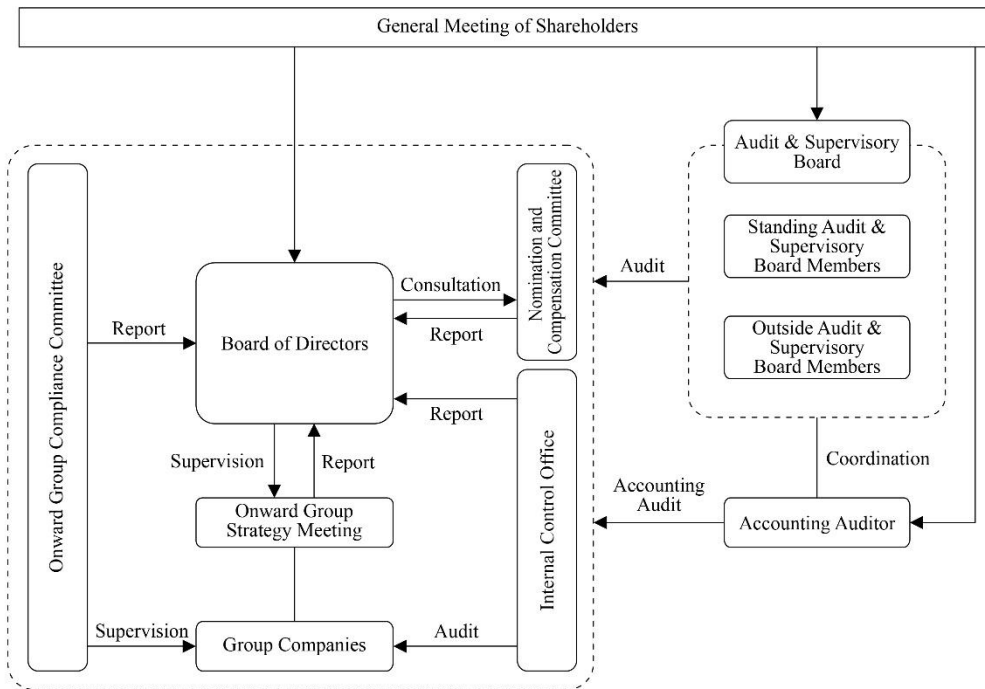 General Meeting of Shareholders
Audit & Supervisory
Board
Standing Audit &
Supervisory
Board Members
Outside Audit &
Supervisory
Board Members
Onward Group Compliance Committee
Nomination and
Compensation Committee
Audit
Consultation
Report
Report
Board of Directors
Report
Internal Control Office
Supervision
Report
Coordination
Onward Group
Strategy Meeting
Accounting
Audit
Accounting Auditor
Supervision
Group Companies
Audit